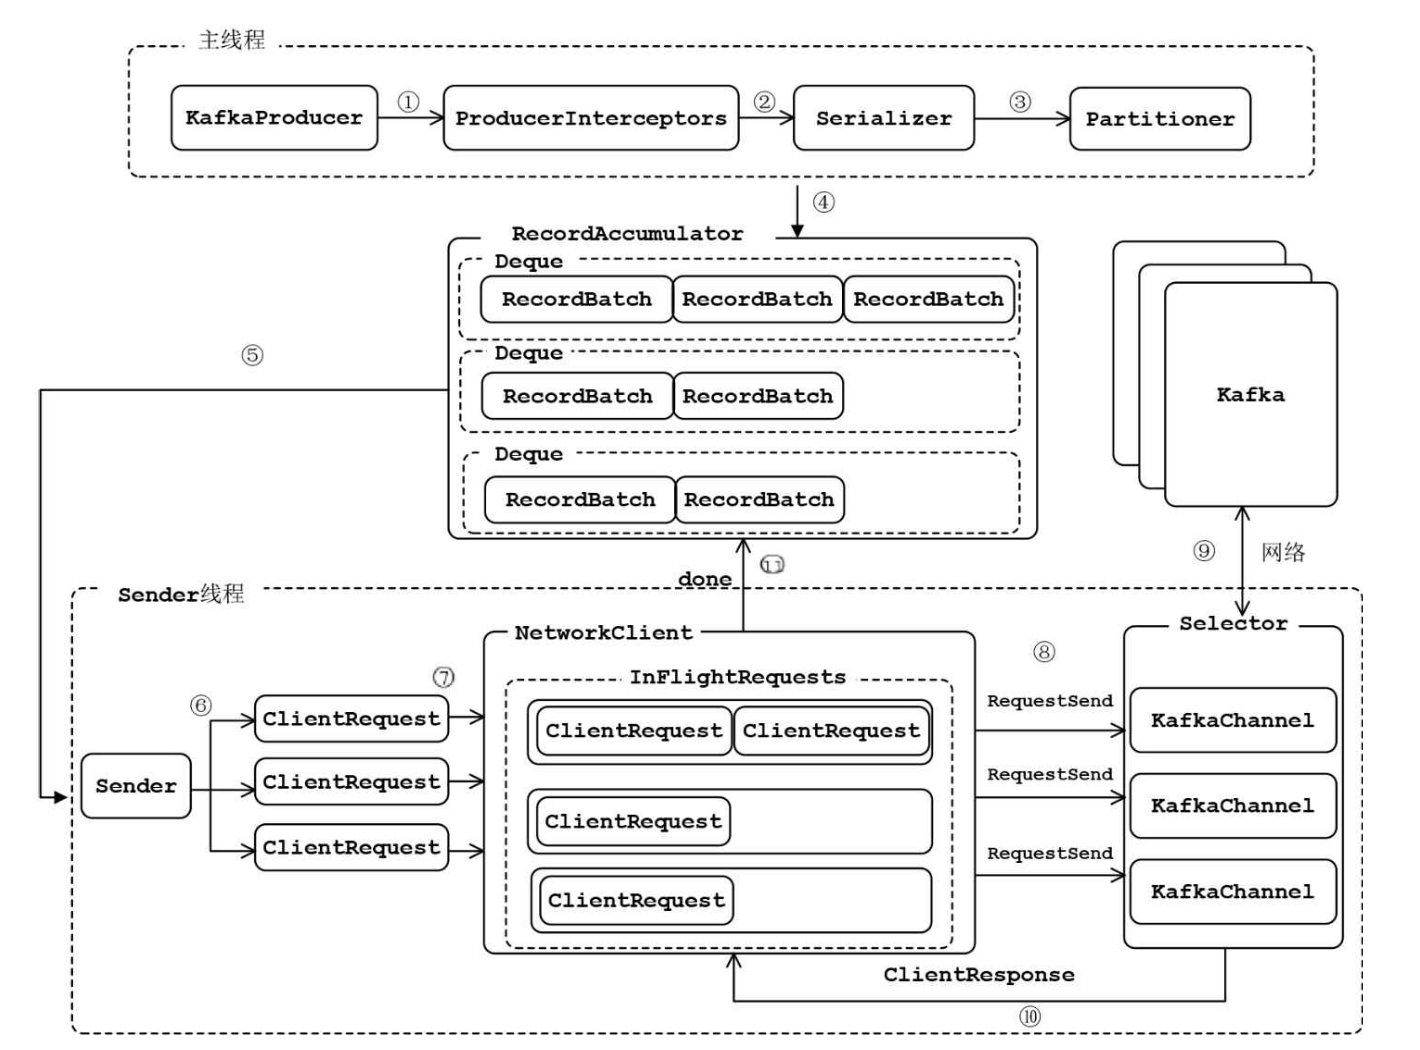 主线程
KafkaProducer ① ProducerInterceptors ② Serializer ③ Partitioner
④
RecordAccumulator
Deque
RecordBatch RecordBatch RecordBatch
Deque
⑤
RecordBatch RecordBatch
Kafka
Deque
RecordBatch RecordBatch
⑨ 网络
done ⑪
Sender线程
NetworkClient
Selector
⑧
InFlightRequests
⑥ ⑦
RequestSend
ClientRequest
ClientRequest ClientRequest
KafkaChannel
Sender
ClientRequest
RequestSend
ClientRequest
KafkaChannel
ClientRequest
RequestSend
ClientRequest
KafkaChannel
ClientResponse
⑩